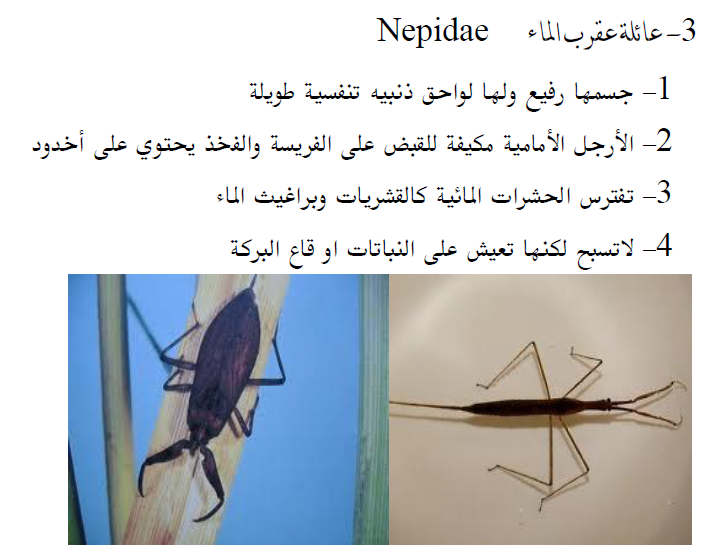 3- عائلة عقرب الماء Nepidae
1- جسمها رفيع ولها لواحق ذنبيه تنفسية طويلة
2- الأرجل الأمامية مكيفة للقبض على الفريسة والفخذ يحتوي على أخدود
3- تفترس الحشرات المائية كالقشريات وبراغيث الماء
4- لاتسبح لكنها تعيش على النباتات او قاع البركة